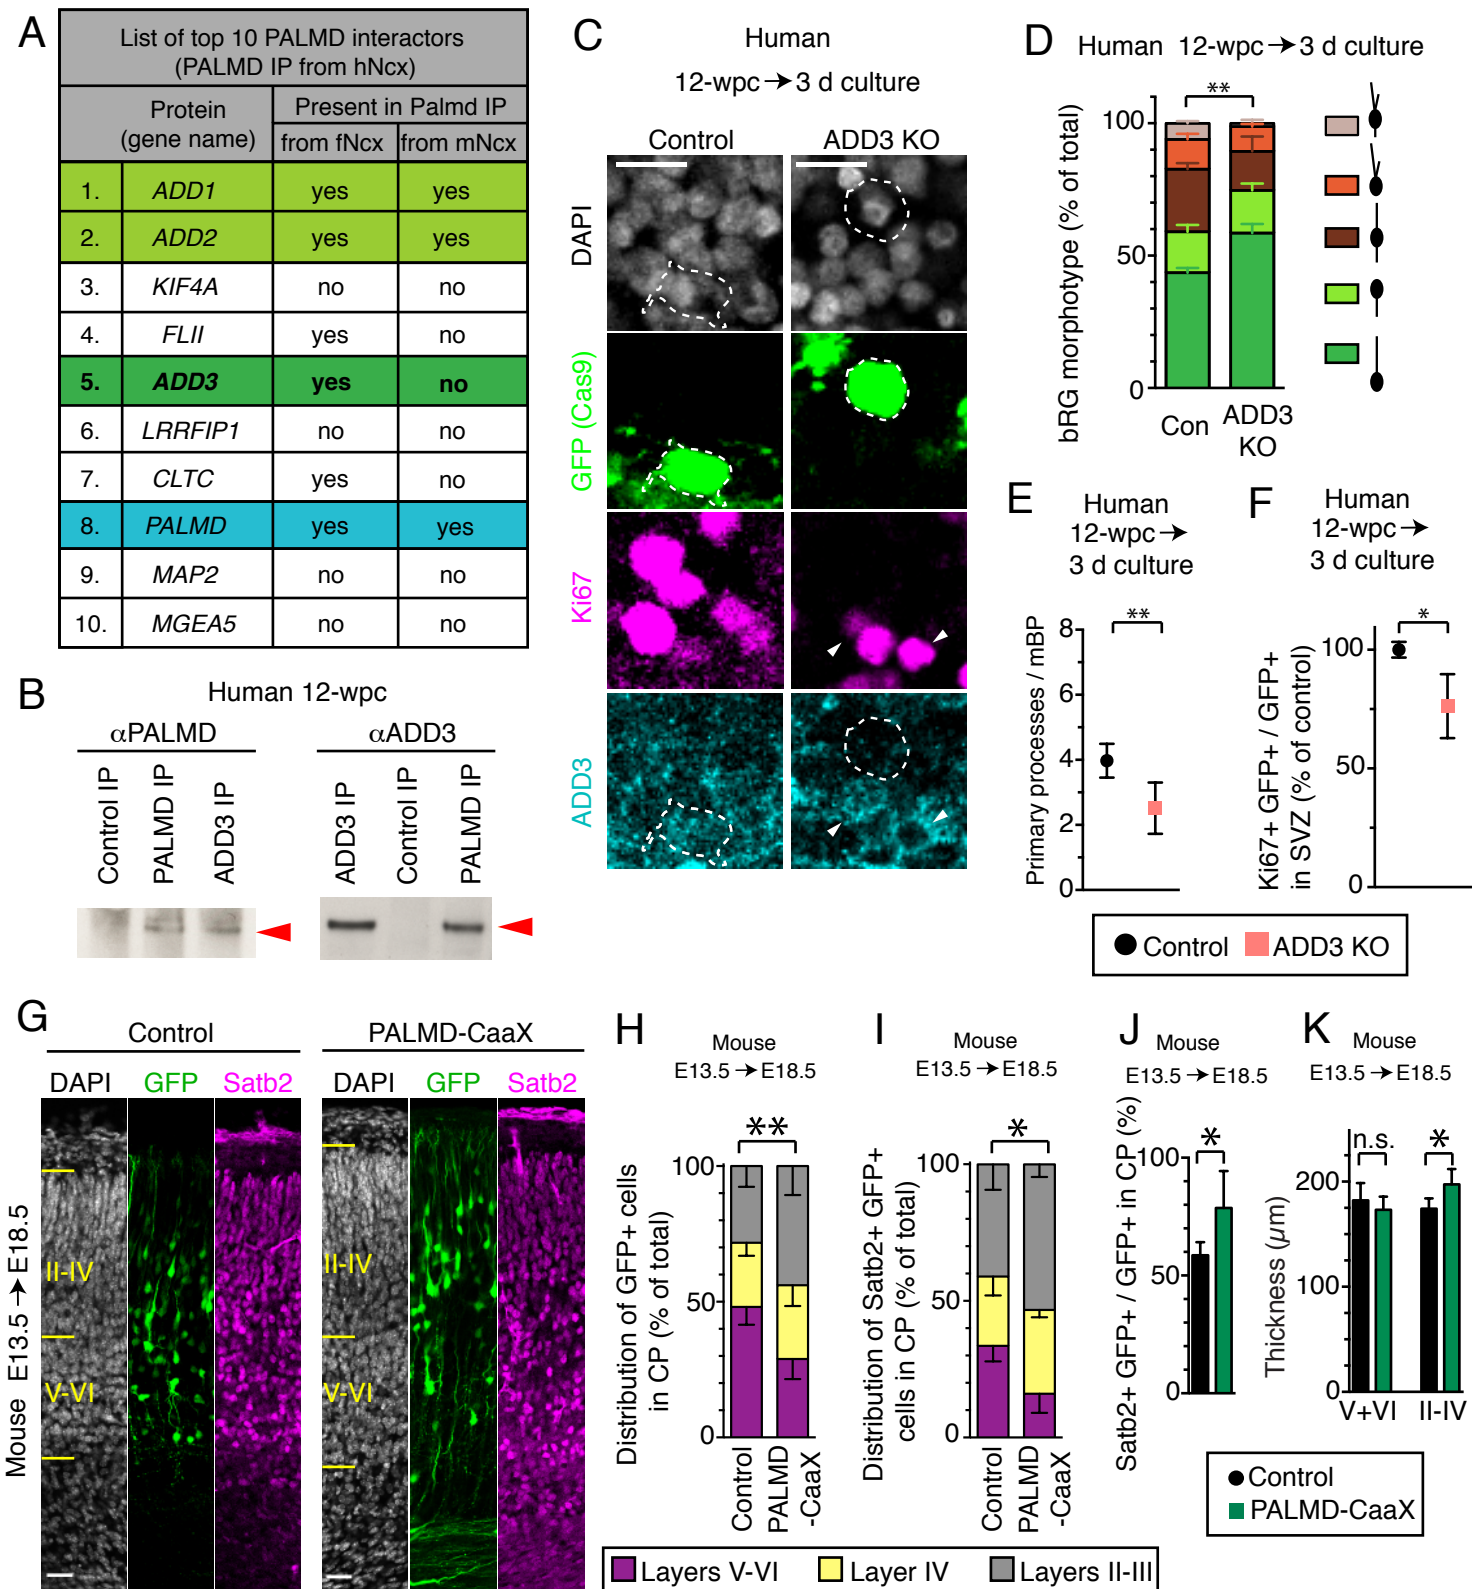 A
List of top 10 PALMD interactors
(PALMD IP from hNcx)
Protein
(gene name)
Present in Palmd IP
from fNcx
from mNcx
1. ADD1 yes yes
2. ADD2 yes yes
3. KIF4A no no
4. FLII yes no
5. ADD3 yes no
6. LRRFIP1 no no
7. CLTC yes no
8. PALMD yes yes
9. MAP2 no no
10. MGEA5 no no
B
Human 12-wpc
αPALMD
αADD3
Control IP
PALMD IP
ADD3 IP
ADD3 IP
Control IP
PALMD IP
C
Human
12-wpc → 3 d culture
Control
ADD3 KO
DAPI
GFP (Cas9)
Ki67
ADD3
D
Human 12-wpc → 3 d culture
bRG morphotype (% of total)
**
100
50
0
Con
ADD3
KO
E
Human
12-wpc →
3 d culture
Primary processes / mBP
**
8
6
4
2
0
F
Human
12-wpc →
3 d culture
Ki67+ GFP+ / GFP+
in SVZ (% of control)
*
100
50
0
Control
ADD3 KO
G
Control
PALMD-CaaX
DAPI
GFP
Satb2
DAPI
GFP
Satb2
Mouse E13.5 → E18.5
II-IV
V-VI
II-IV
V-VI
H
Mouse
E13.5 → E18.5
Distribution of GFP+ cells
in CP (% of total)
**
100
50
0
Control
PALMD
-CaaX
I
Mouse
E13.5 → E18.5
Distribution of Satb2+ GFP+
cells in CP (% of total)
*
100
50
0
Control
PALMD
-CaaX
Layers V-VI
Layer IV
Layers II-III
J
Mouse
E13.5 → E18.5
Satb2+ GFP+ / GFP+ in CP (%)
*
100
50
0
K
Mouse
E13.5 → E18.5
Thickness (µm)
n.s.
*
200
100
0
V+VI
II-IV
Control
PALMD-CaaX